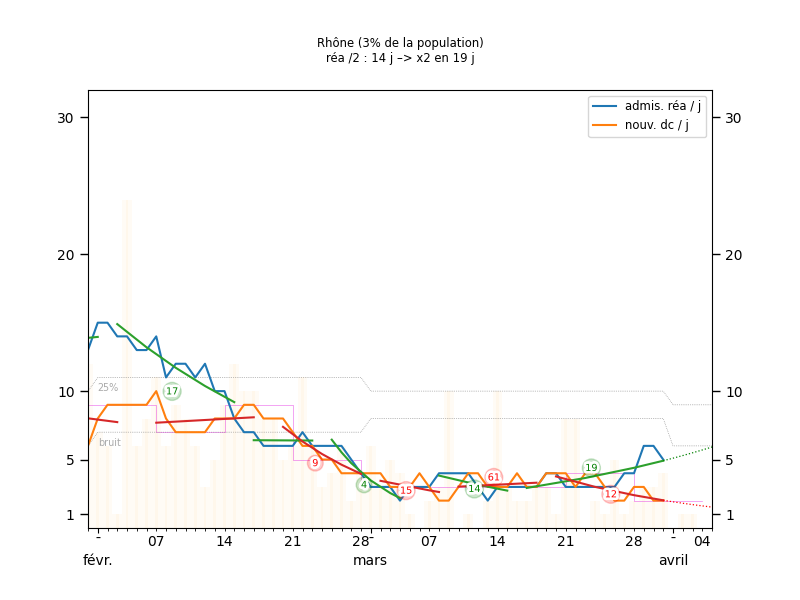 Rhône (3% de la population)
réa /2 : 14 j –> x2 en 19 j
admis. réa / j
nouv. dc / j
30
30
20
20
10
10
5
5
1
1
25%
bruit
17
9
4
15
14
61
19
12
- 07 14 21 28 - 07 14 21 28 - 04
févr. mars avril